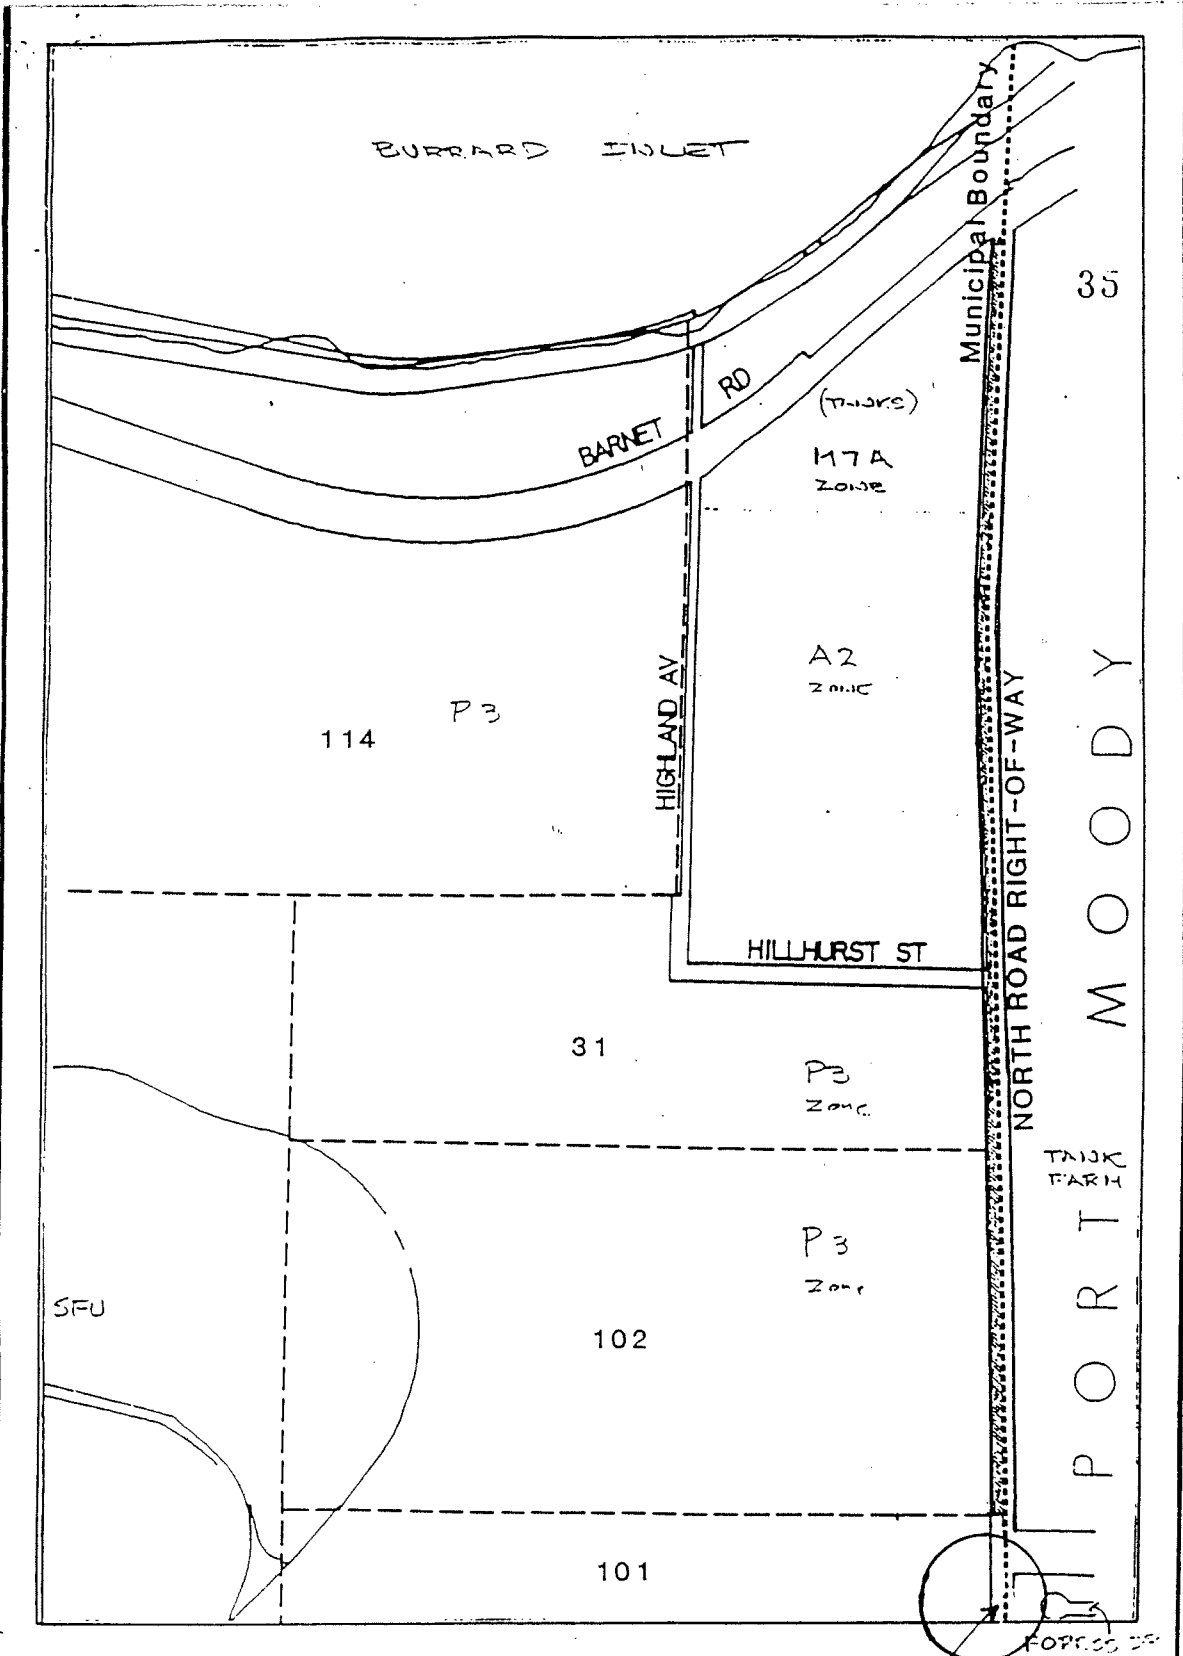 BURRARD INLET
Municipal Boundary
35
RD
(TANKS)
BARNET
M7A
ZONE
A2
ZONE
HIGHLAND AV
P3
114
NORTH ROAD RIGHT-OF-WAY
PORT MOODY
HILLHURST ST
31
P3
Zone
TANK
FARM
P3
Zone
SFU
102
101